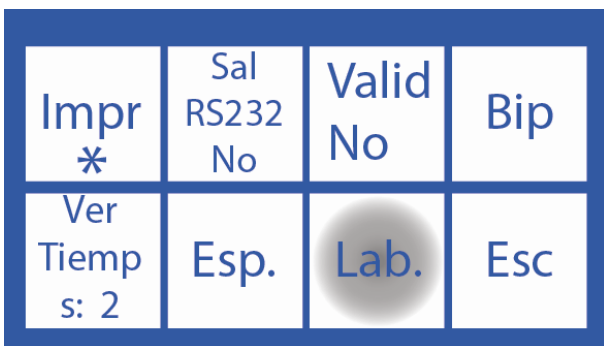 Impr
*
Sal
RS232
No
Valid
No
Bip
Ver
Tiemp
s: 2
Esp.
Lab.
Esc